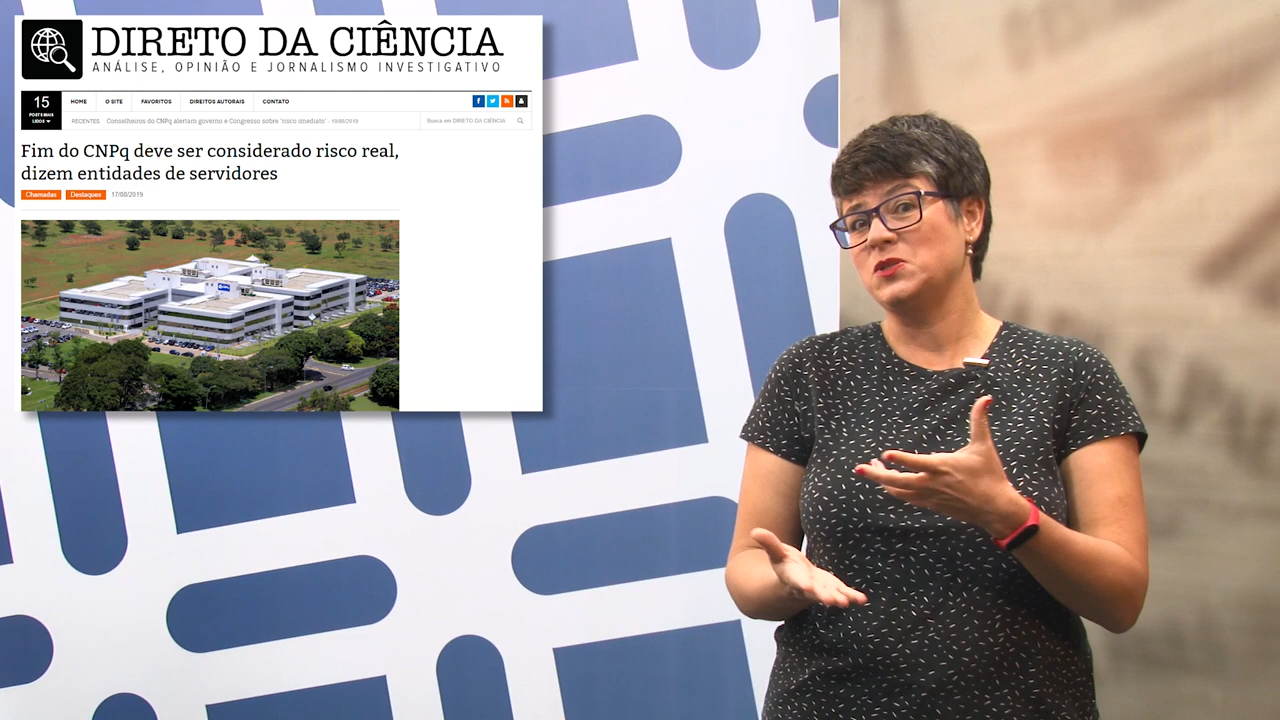 DIRETO DA CIÊNCIA
ANÁLISE, OPINIÃO E JORNALISMO INVESTIGATIVO
15
POSTS MAIS
LIDOS
HOME
O SITE
FAVORITOS
DIREITOS AUTORAIS
CONTATO
RECENTES
Conselheiros do CNPq alertam governo e Congresso sobre 'risco imediato' - 19/08/2019
Busca em DIRETO DA CIÊNCIA
Fim do CNPq deve ser considerado risco real,
dizem entidades de servidores
Chamadas
Destaques
17/08/2019